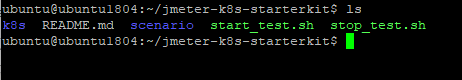 ubuntu@ubuntu1804:~/jmeter-k8s-starterkit$ ls
k8s  README.md  scenario  start_test.sh  stop_test.sh
ubuntu@ubuntu1804:~/jmeter-k8s-starterkit$